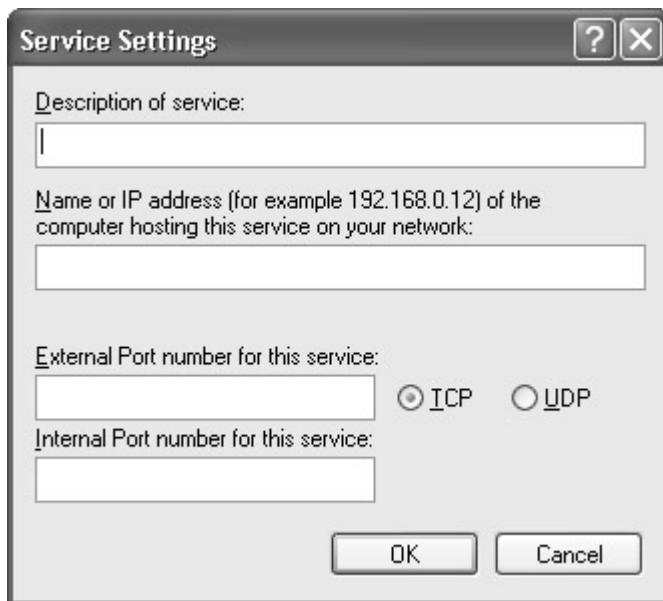 Service Settings
Description of service:
Name or IP address (for example 192.168.0.12) of the
computer hosting this service on your network:
External Port number for this service:
TCP UDP
Internal Port number for this service:
OK Cancel